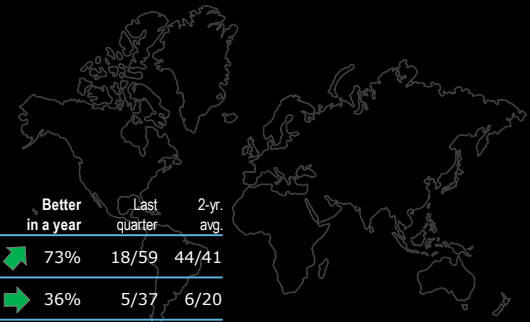 Better Last 2-yr.
in a year quarter avg.
73% 18/59 44/41
36% 5/37 6/20